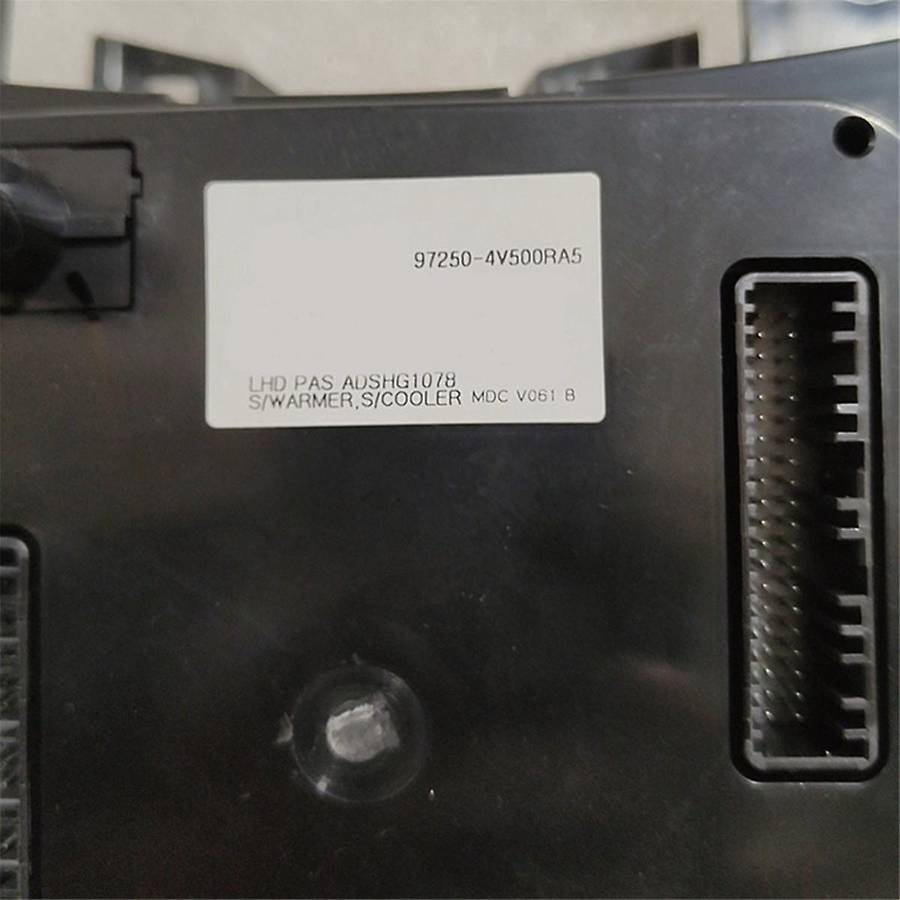 97250-4V500RA5
LHD PAS ADSHG1078
S/WARMER,S/COOLER MDC V061 B